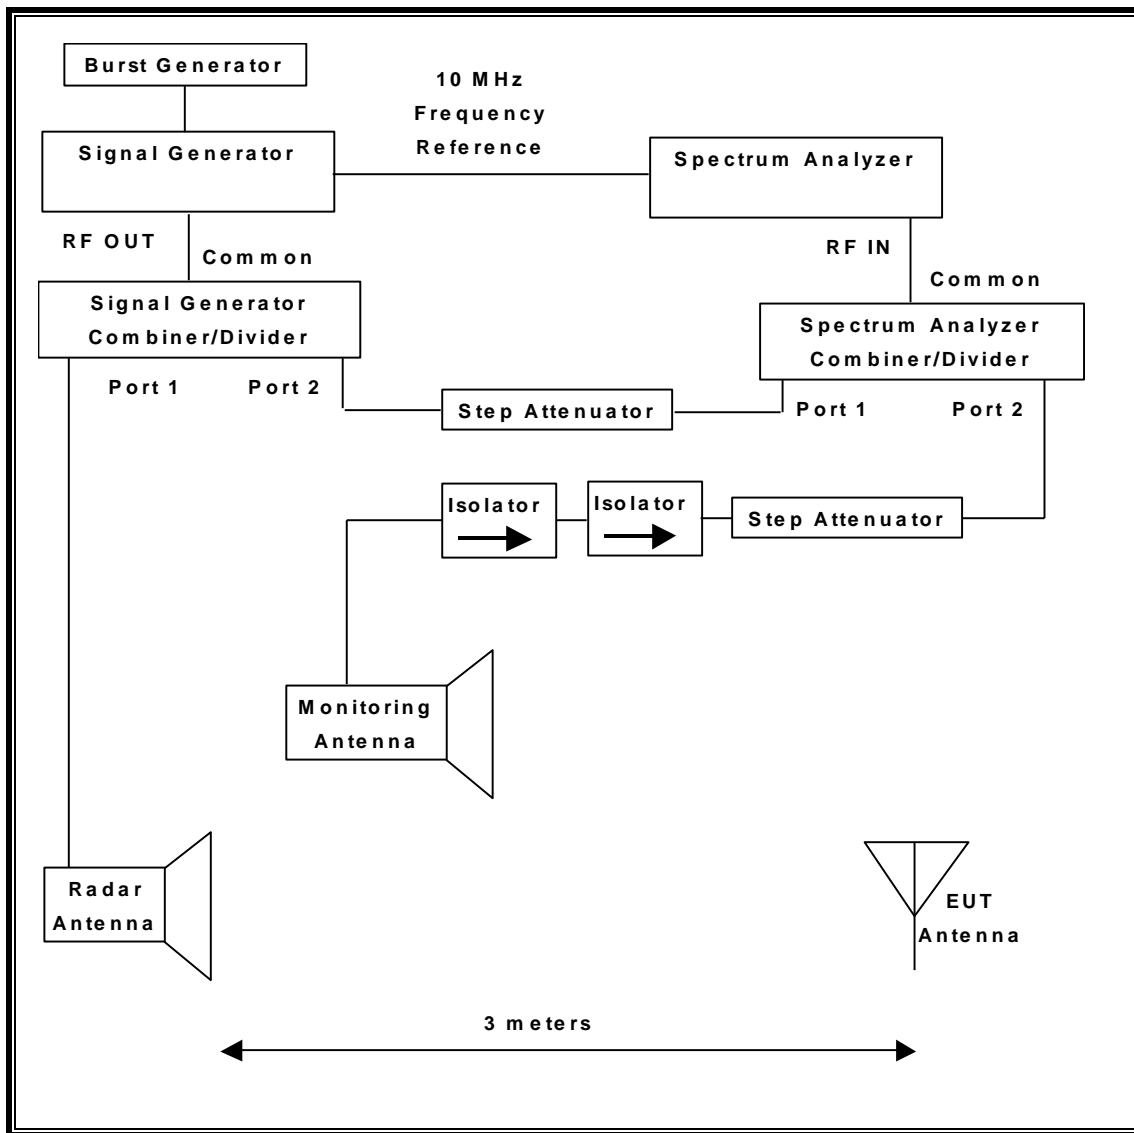 Burst Generator
10 MHz
Frequency
Reference
Signal Generator
Spectrum Analyzer
RF OUT
Common
RF IN
Common
Signal Generator
Combiner/Divider
Spectrum Analyzer
Combiner/Divider
Port 1
Port 2
Step Attenuator
Port 1
Port 2
Isolator
Isolator
Step Attenuator
Monitoring
Antenna
Radar
Antenna
EUT
Antenna
3 meters